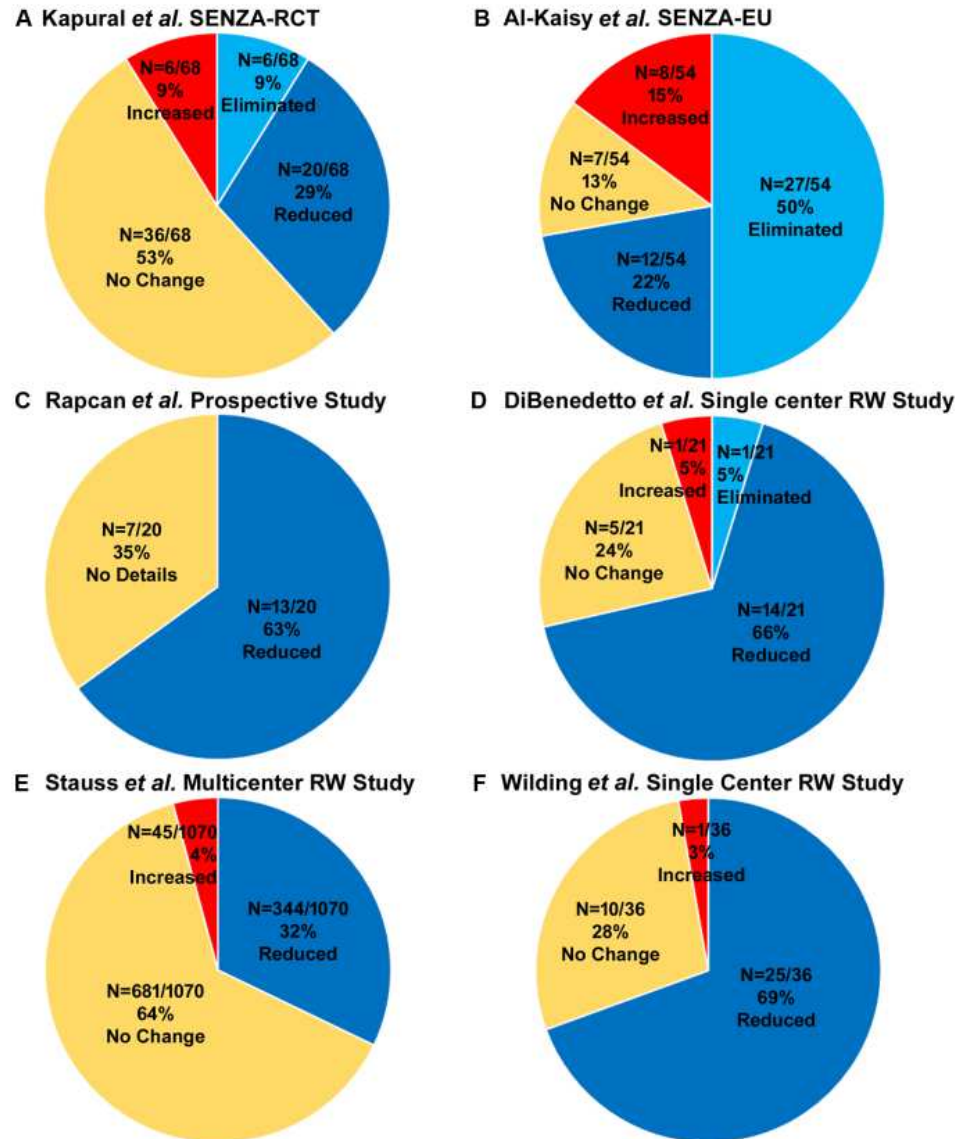 A Kapural et al. SENZA-RCT
N=6/68
9%
Increased
N=6/68
9%
Eliminated
N=20/68
29%
Reduced
N=36/68
53%
No Change
B Al-Kaisy et al. SENZA-EU
N=8/54
15%
Increased
N=7/54
13%
No Change
N=27/54
50%
Eliminated
N=12/54
22%
Reduced
C Rapcan et al. Prospective Study
N=7/20
35%
No Details
N=13/20
63%
Reduced
D DiBenedetto et al. Single center RW Study
N=1/21
5%
Increased
N=1/21
5%
Eliminated
N=5/21
24%
No Change
N=14/21
66%
Reduced
E Stauss et al. Multicenter RW Study
N=45/1070
4%
Increased
N=344/1070
32%
Reduced
N=681/1070
64%
No Change
F Wilding et al. Single Center RW Study
N=1/36
3%
Increased
N=10/36
28%
No Change
N=25/36
69%
Reduced